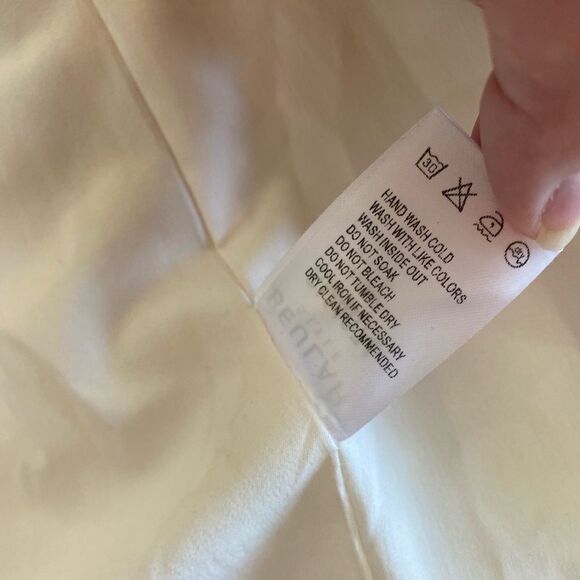 30
HAND WASH COLD
WASH WITH LIKE COLORS
WASH INSIDE OUT
DO NOT SOAK
DO NOT BLEACH
DO NOT TUMBLE DRY
COOL IRON IF NECESSARY
DRY CLEAN RECOMMENDED